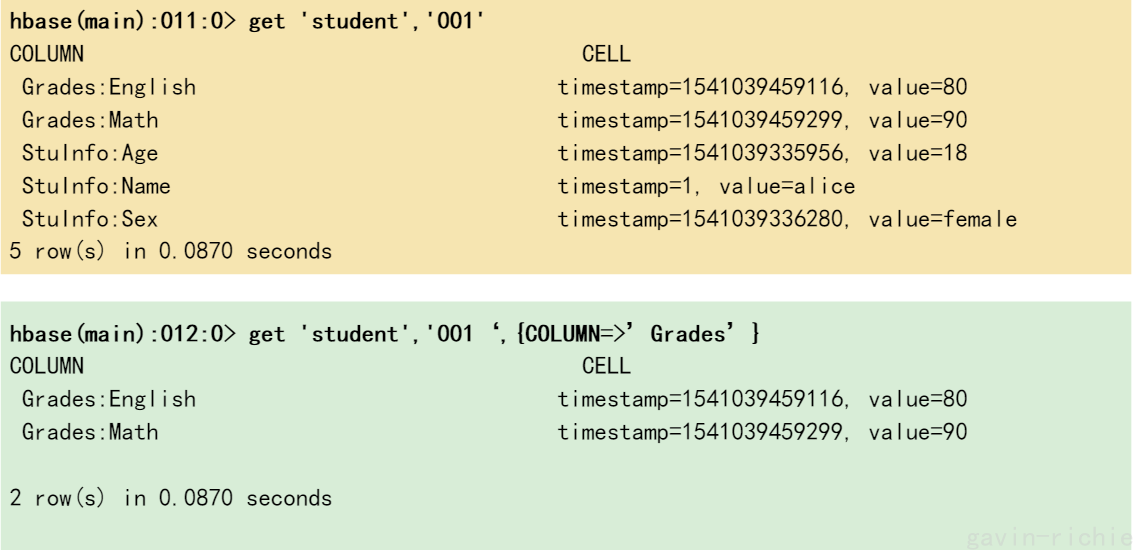 hbase(main):011:0> get 'student','001'
COLUMN CELL
Grades:English timestamp=1541039459116, value=80
Grades:Math timestamp=1541039459299, value=90
StuInfo:Age timestamp=1541039335956, value=18
StuInfo:Name timestamp=1, value=alice
StuInfo:Sex timestamp=1541039336280, value=female
5 row(s) in 0.0870 seconds
hbase(main):012:0> get 'student','001 ‘,{COLUMN=>’ Grades’ }
COLUMN CELL
Grades:English timestamp=1541039459116, value=80
Grades:Math timestamp=1541039459299, value=90
2 row(s) in 0.0870 seconds
gavin-richie